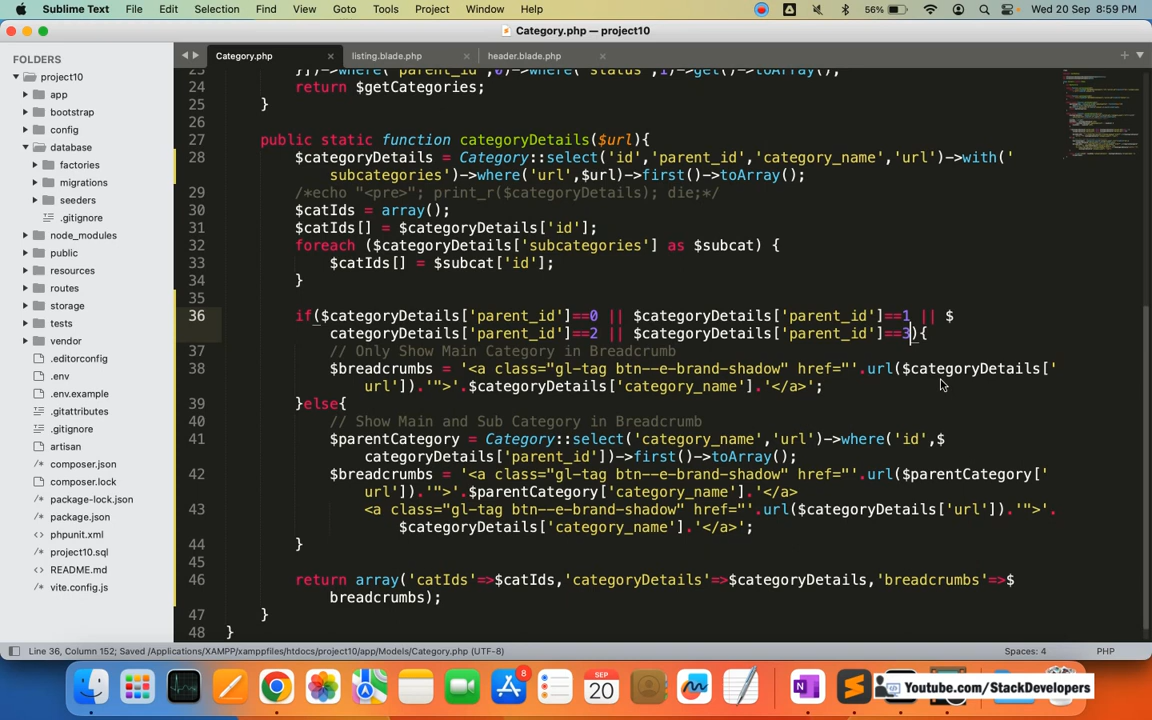 Sublime Text File Edit Selection Find View Goto Tools Project Window Help 56% Wed 20 Sep 8:59 PM
Category.php — project10
FOLDERS
project10
app
bootstrap
config
database
factories
migrations
seeders
.gitignore
node_modules
public
resources
routes
storage
tests
vendor
.editorconfig
.env
.env.example
.gitattributes
.gitignore
artisan
composer.json
composer.lock
package-lock.json
package.json
phpunit.xml
project10.sql
README.md
vite.config.js
Category.php listing.blade.php header.blade.php
23 }])->where('parent_id',0)->where('status',1)->get()->toArray();
24 return $getCategories;
25 }
26
27 public static function categoryDetails($url){
28 $categoryDetails = Category::select('id','parent_id','category_name','url')->with('
subcategories')->where('url',$url)->first()->toArray();
29 /*echo "<pre>"; print_r($categoryDetails); die;*/
30 $catIds = array();
31 $catIds[] = $categoryDetails['id'];
32 foreach ($categoryDetails['subcategories'] as $subcat) {
33 $catIds[] = $subcat['id'];
34 }
35
36 if($categoryDetails['parent_id']==0 || $categoryDetails['parent_id']==1 || $
categoryDetails['parent_id']==2 || $categoryDetails['parent_id']==3){
37 // Only Show Main Category in Breadcrumb
38 $breadcrumbs = '<a class="gl-tag btn--e-brand-shadow" href="'.url($categoryDetails['
url']).'">'.$categoryDetails['category_name'].'</a>';
39 }else{
40 // Show Main and Sub Category in Breadcrumb
41 $parentCategory = Category::select('category_name','url')->where('id',$
categoryDetails['parent_id'])->first()->toArray();
42 $breadcrumbs = '<a class="gl-tag btn--e-brand-shadow" href="'.url($parentCategory['
url']).'">'.$parentCategory['category_name'].'</a>
43 <a class="gl-tag btn--e-brand-shadow" href="'.url($categoryDetails['url']).'">'.
$categoryDetails['category_name'].'</a>';
44 }
45
46 return array('catIds'=>$catIds,'categoryDetails'=>$categoryDetails,'breadcrumbs'=>$
breadcrumbs);
47 }
48 }
Line 36, Column 152; Saved /Applications/XAMPP/xamppfiles/htdocs/project10/app/Models/Category.php (UTF-8) Spaces: 4 PHP
8
SEP
20
Youtube.com/StackDevelopers